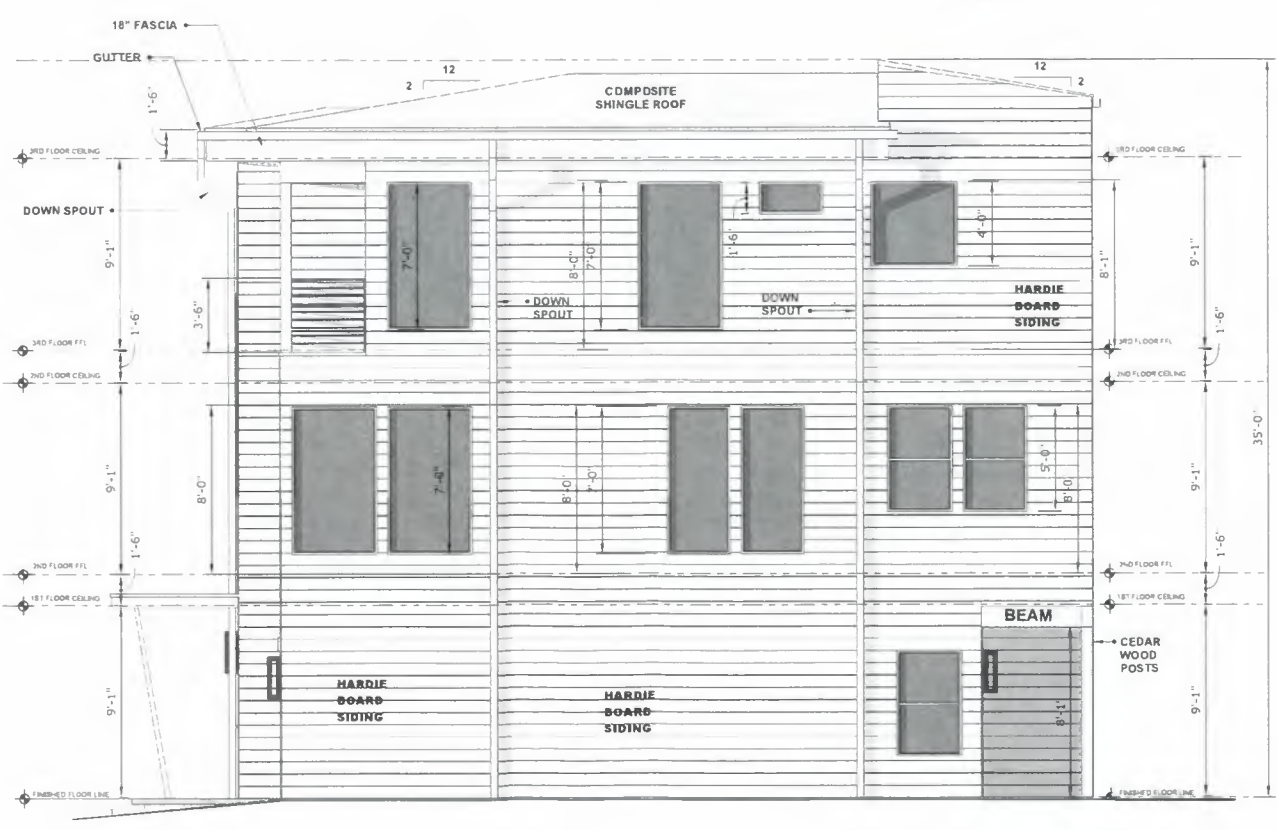 18" FASCIA
GUTTER
12
2
COMPOSITE
SHINGLE ROOF
12
2
1'-6"
3RD FLOOR CEILING
3RD FLOOR CEILING
DOWN SPOUT
9'-1"
3'-6"
7'-0"
8'-0"
7'-0"
1'-6"
4'-0"
8'-1"
9'-1"
DOWN
SPOUT
DOWN
SPOUT
HARDIE
BOARD
SIDING
1'-6"
1'-6"
3RD FLOOR FFL
3RD FLOOR FFL
2ND FLOOR CEILING
2ND FLOOR CEILING
35'-0"
9'-1"
8'-0"
7'-0"
8'-0"
7'-0"
5'-0"
8'-0"
9'-1"
1'-6"
1'-6"
2ND FLOOR FFL
2ND FLOOR FFL
1ST FLOOR CEILING
1ST FLOOR CEILING
BEAM
CEDAR
WOOD
POSTS
HARDIE
BOARD
SIDING
HARDIE
BOARD
SIDING
9'-1"
8'-1"
9'-1"
FINISHED FLOOR LINE
FINISHED FLOOR LINE